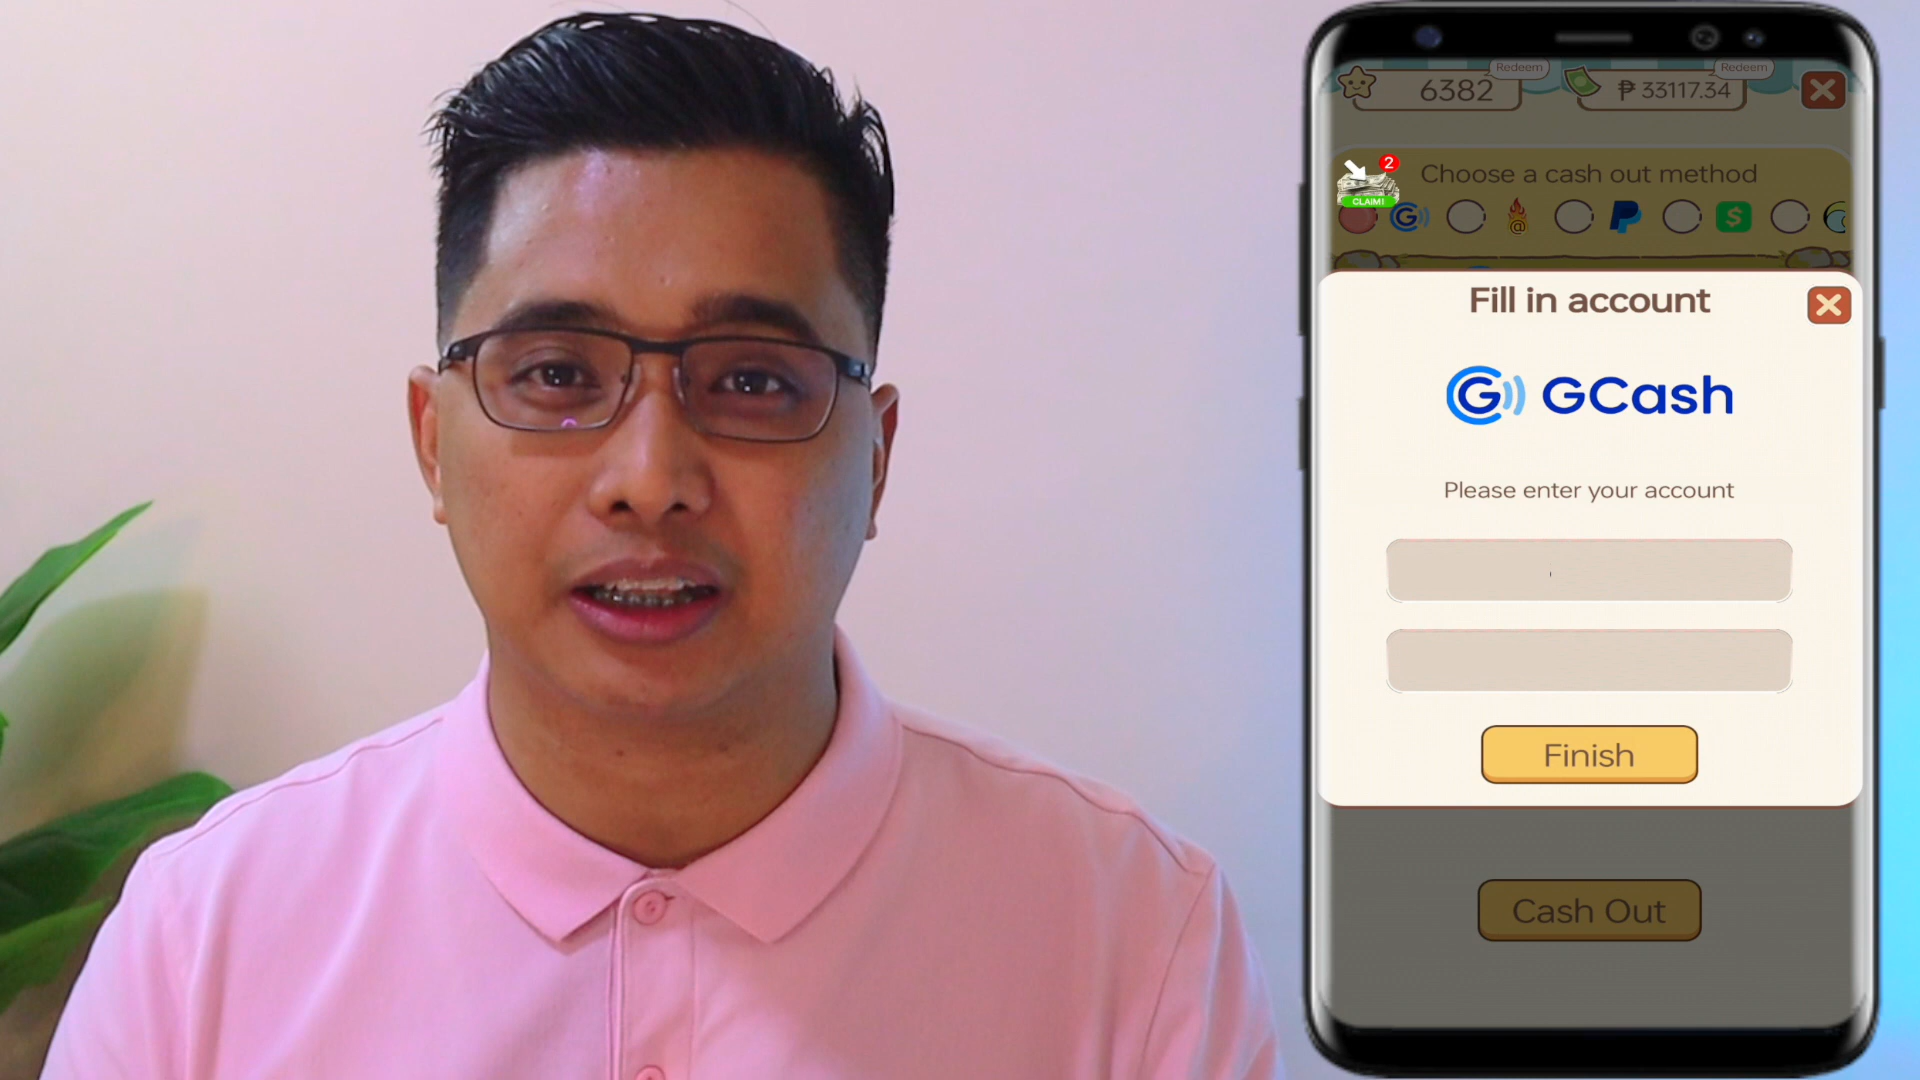 Redeem
Redeem
6382
₱ 33117.34
2
CLAIM!
Choose a cash out method
Fill in account
GCash
Please enter your account
Finish
Cash Out